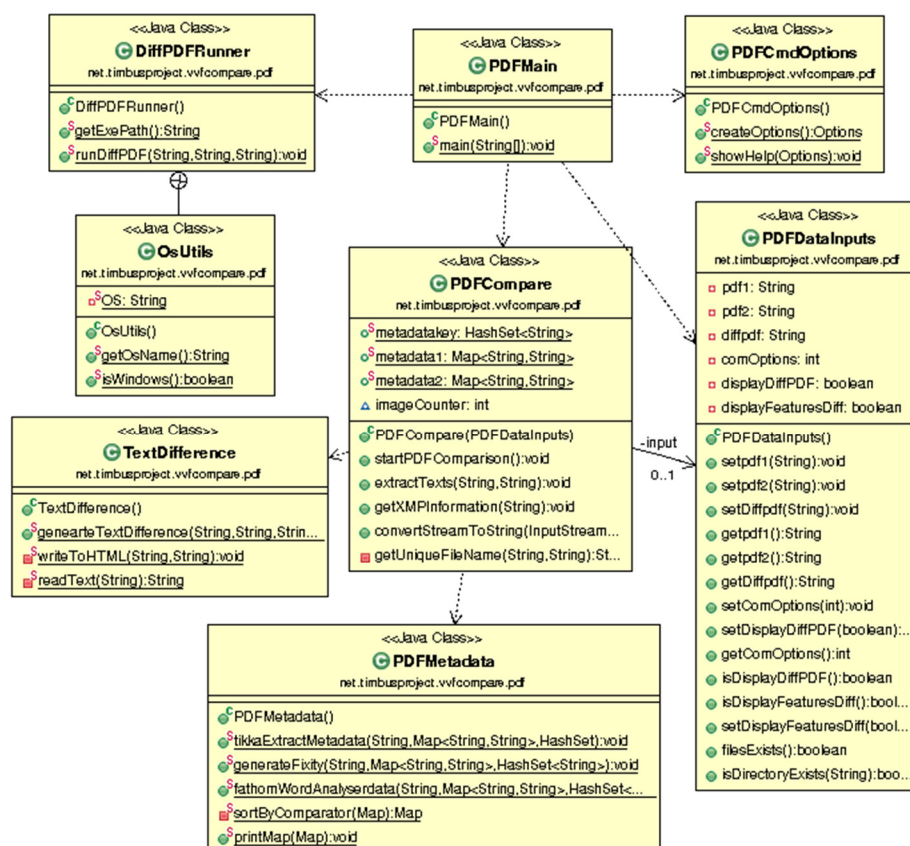 <<Java Class>>
DiffPDFRunner
net.timbusproject.vvfcompare.pdf
DiffPDFRunner()
getExePath():String
runDiffPDF(String,String,String):void
<<Java Class>>
PDFMain
net.timbusproject.vvfcompare.pdf
PDFMain()
main(String[]):void
<<Java Class>>
PDFCmdOptions
net.timbusproject.vvfcompare.pdf
PDFCmdOptions()
createOptions():Options
showHelp(Options):void
<<Java Class>>
OsUtils
net.timbusproject.vvfcompare.pdf
OS: String
OsUtils()
getOsName():String
isWindows():boolean
<<Java Class>>
PDFCompare
net.timbusproject.vvfcompare.pdf
metadatakey: HashSet<String>
metadata1: Map<String,String>
metadata2: Map<String,String>
imageCounter: int
PDFCompare(PDFDataInputs)
startPDFComparison():void
extractTexts(String,String):void
getXMPInformation(String):void
convertStreamToString(InputStream...
getUniqueFileName(String,String):St...
-input
0..1
<<Java Class>>
PDFDataInputs
net.timbusproject.vvfcompare.pdf
pdf1: String
pdf2: String
diffpdf: String
comOptions: int
displayDiffPDF: boolean
displayFeaturesDiff: boolean
PDFDataInputs()
setpdf1(String):void
setpdf2(String):void
setDiffpdf(String):void
getpdf1():String
getpdf2():String
getDiffpdf():String
setComOptions(int):void
setDisplayDiffPDF(boolean):...
getComOptions():int
isDisplayDiffPDF():boolean
isDisplayFeaturesDiff():bool...
setDisplayFeaturesDiff(bool...
filesExists():boolean
isDirectoryExists(String):boo...
<<Java Class>>
TextDifference
net.timbusproject.vvfcompare.pdf
TextDifference()
genearteTextDifference(String,String,Strin...
writeToHTML(String,String):void
readText(String):String
<<Java Class>>
PDFMetadata
net.timbusproject.vvfcompare.pdf
PDFMetadata()
tikkaExtractMetadata(String,Map<String,String>,HashSet):void
generateFixity(String,Map<String,String>,HashSet<String>):void
fathomWordAnalyserdata(String,Map<String,String>,HashSet<...
sortByComparator(Map):Map
printMap(Map):void